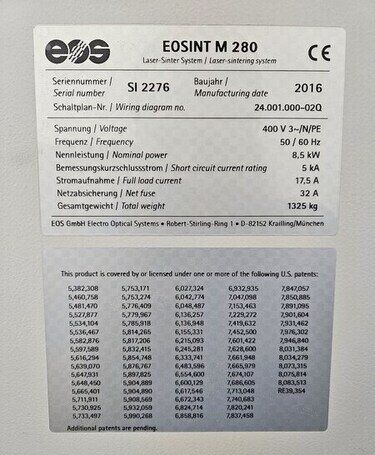 eos
EOSINT M 280
Laser-Sinter System / Laser-sintering system
CE
Seriennummer / Serial number SI 2276 Baujahr / Manufacturing date 2016
Schaltplan-Nr. / Wiring diagram no. 24.001.000-02Q
Spannung / Voltage 400 V 3~/N/PE
Frequenz / Frequency 50 / 60 Hz
Nennleistung / Nominal power 8,5 kW
Bemessungskurzschlussstrom / Short circuit current rating 5 kA
Stromaufnahme / Full load current 17,5 A
Netzabsicherung / Net fuse 32 A
Gesamtgewicht / Total weight 1325 kg
EOS GmbH Electro Optical Systems • Robert-Stirling-Ring 1 • D-82152 Krailling/München
This product is covered by or licensed under one or more of the following U.S. patents:
5,382,308 5,753,171 6,027,324 6,932,935 7,847,057
5,460,758 5,753,274 6,042,774 7,047,098 7,850,885
5,481,470 5,776,409 6,048,487 7,153,463 7,891,095
5,527,877 5,779,967 6,136,257 7,229,272 7,901,604
5,534,104 5,785,918 6,136,948 7,419,632 7,931,462
5,536,467 5,814,265 6,155,331 7,452,500 7,976,302
5,582,876 5,817,206 6,215,093 7,601,422 7,946,840
5,597,589 5,832,415 6,245,281 7,628,600 8,031,384
5,616,294 5,854,748 6,333,741 7,661,948 8,034,279
5,639,070 5,876,767 6,483,596 7,665,979 8,073,315
5,647,931 5,897,825 6,554,600 7,674,107 8,075,814
5,648,450 5,904,889 6,600,129 7,686,605 8,083,513
5,665,401 5,904,890 6,617,546 7,713,048 RE39,354
5,711,911 5,908,569 6,672,343 7,740,683
5,730,925 5,932,059 6,824,714 7,820,241
5,733,497 5,990,268 6,858,816 7,837,458
Additional patents are pending.